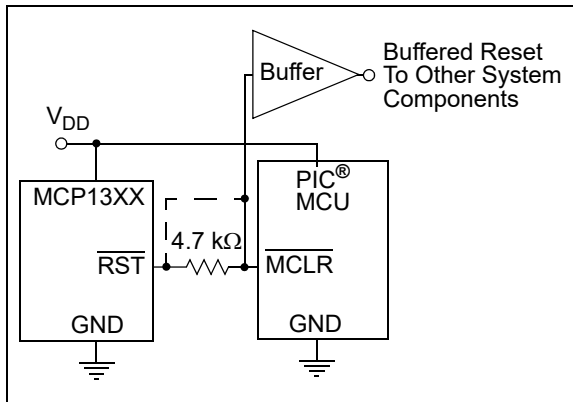 Buffered Reset
To Other System
Components
Buffer
VDD
MCP13XX
PIC®
MCU
4.7 kΩ
RST
MCLR
GND
GND